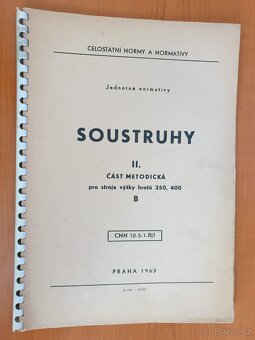 CELOSTÁTNÍ NORMY A NORMATIVY
Jednotné normativy
SOUSTRUHY
II.
ČÁST METODICKÁ
pro stroje výšky hrotů 250, 400
B
CNN 10-5-1-III/1
PRAHA 1963